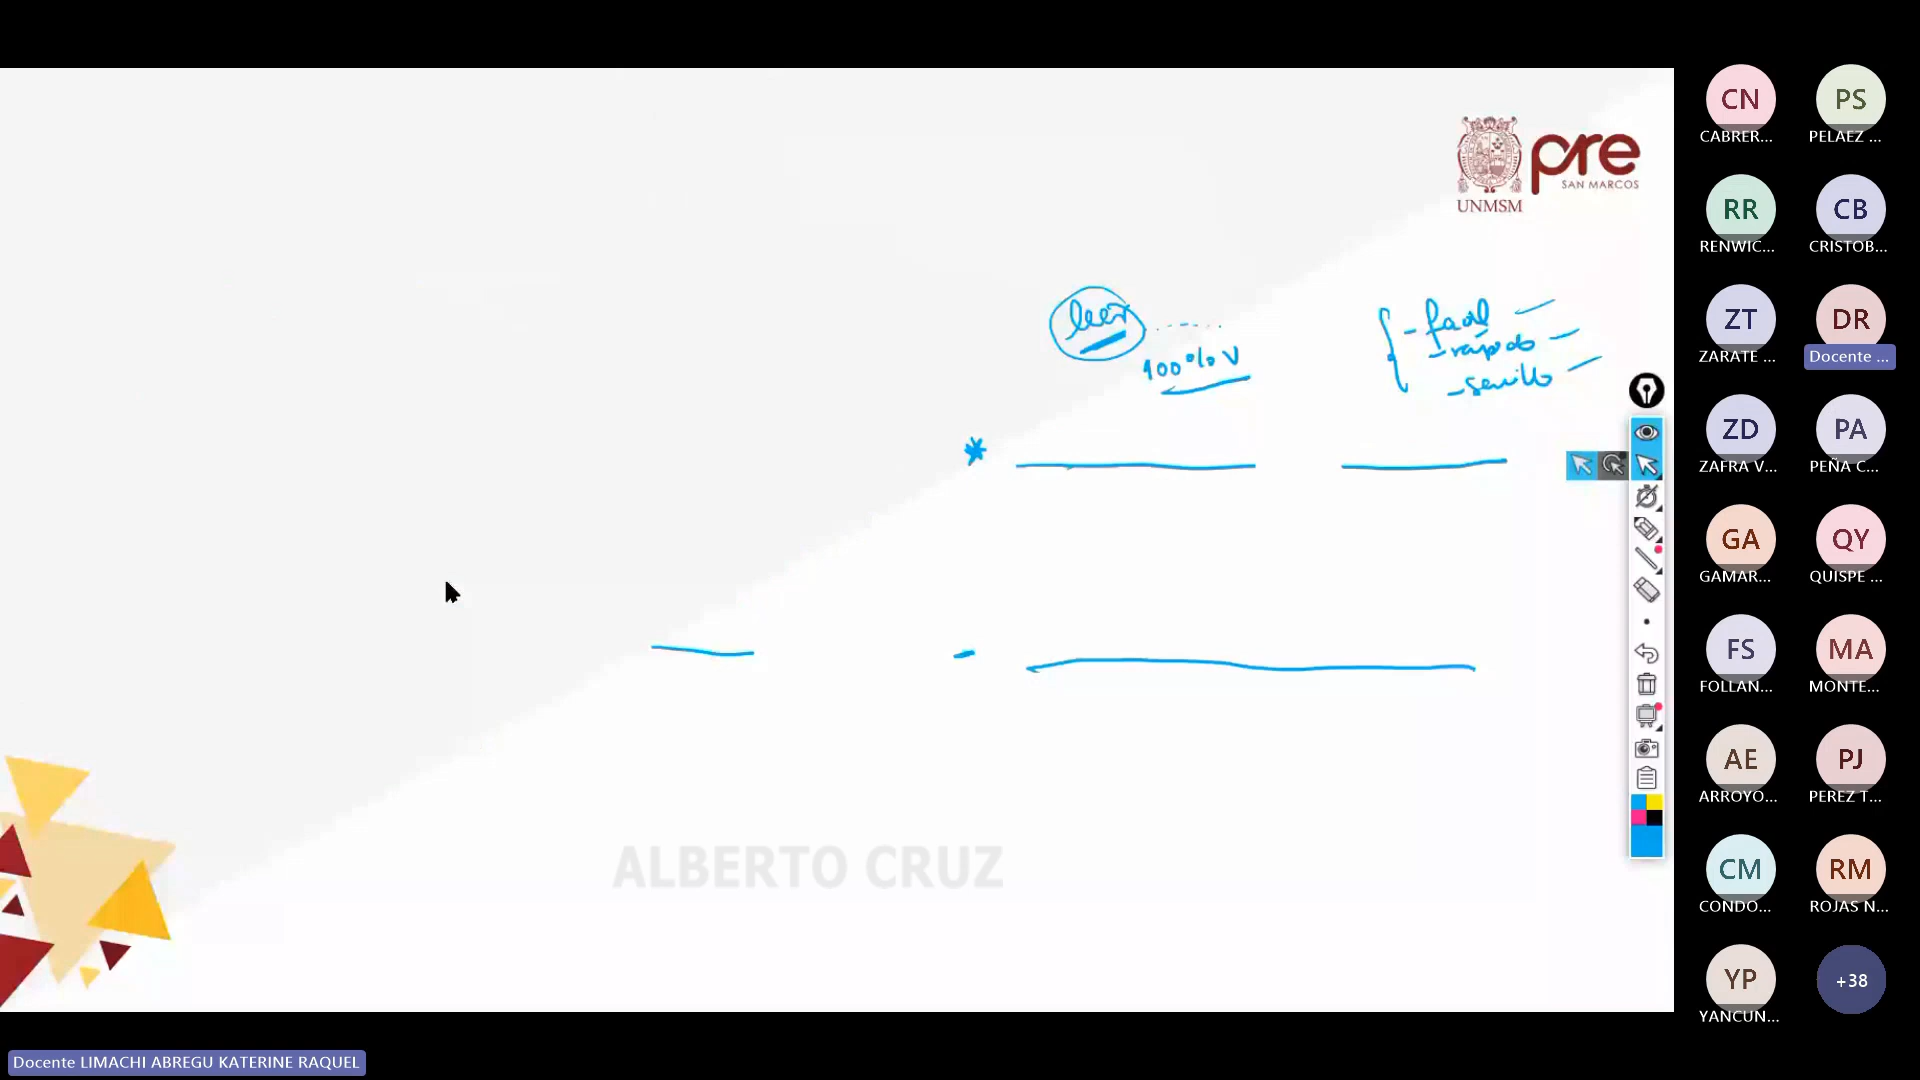 pre
SAN MARCOS
UNMSM
leer
100% V
- facil
- rápido
- sencillo
ALBERTO CRUZ
CN
CABRER...
PS
PELAEZ ...
RR
RENWIC...
CB
CRISTOB...
ZT
ZARATE ...
DR
Docente ...
ZD
ZAFRA V...
PA
PEÑA C...
GA
GAMAR...
QY
QUISPE ...
FS
FOLLAN...
MA
MONTE...
AE
ARROYO...
PJ
PEREZ T...
CM
CONDO...
RM
ROJAS N...
YP
YANCUN...
+38
Docente LIMACHI ABREGU KATERINE RAQUEL